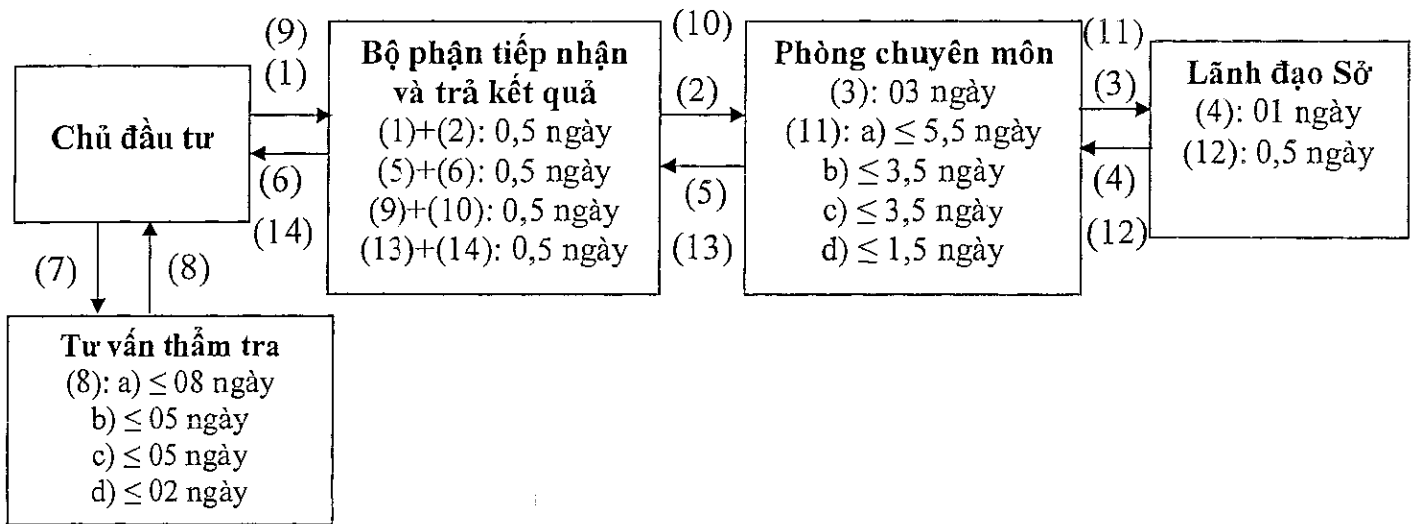 Chủ đầu tư
(9)
(1)
(6)
(14)
Bộ phận tiếp nhận
và trả kết quả
(1)+(2): 0,5 ngày
(5)+(6): 0,5 ngày
(9)+(10): 0,5 ngày
(13)+(14): 0,5 ngày
(10)
(2)
(5)
(13)
Phòng chuyên môn
(3): 03 ngày
(11): a) ≤ 5,5 ngày
b) ≤ 3,5 ngày
c) ≤ 3,5 ngày
d) ≤ 1,5 ngày
(11)
(3)
(4)
(12)
Lãnh đạo Sở
(4): 01 ngày
(12): 0,5 ngày
(7)
(8)
Tư vấn thẩm tra
(8): a) ≤ 08 ngày
b) ≤ 05 ngày
c) ≤ 05 ngày
d) ≤ 02 ngày